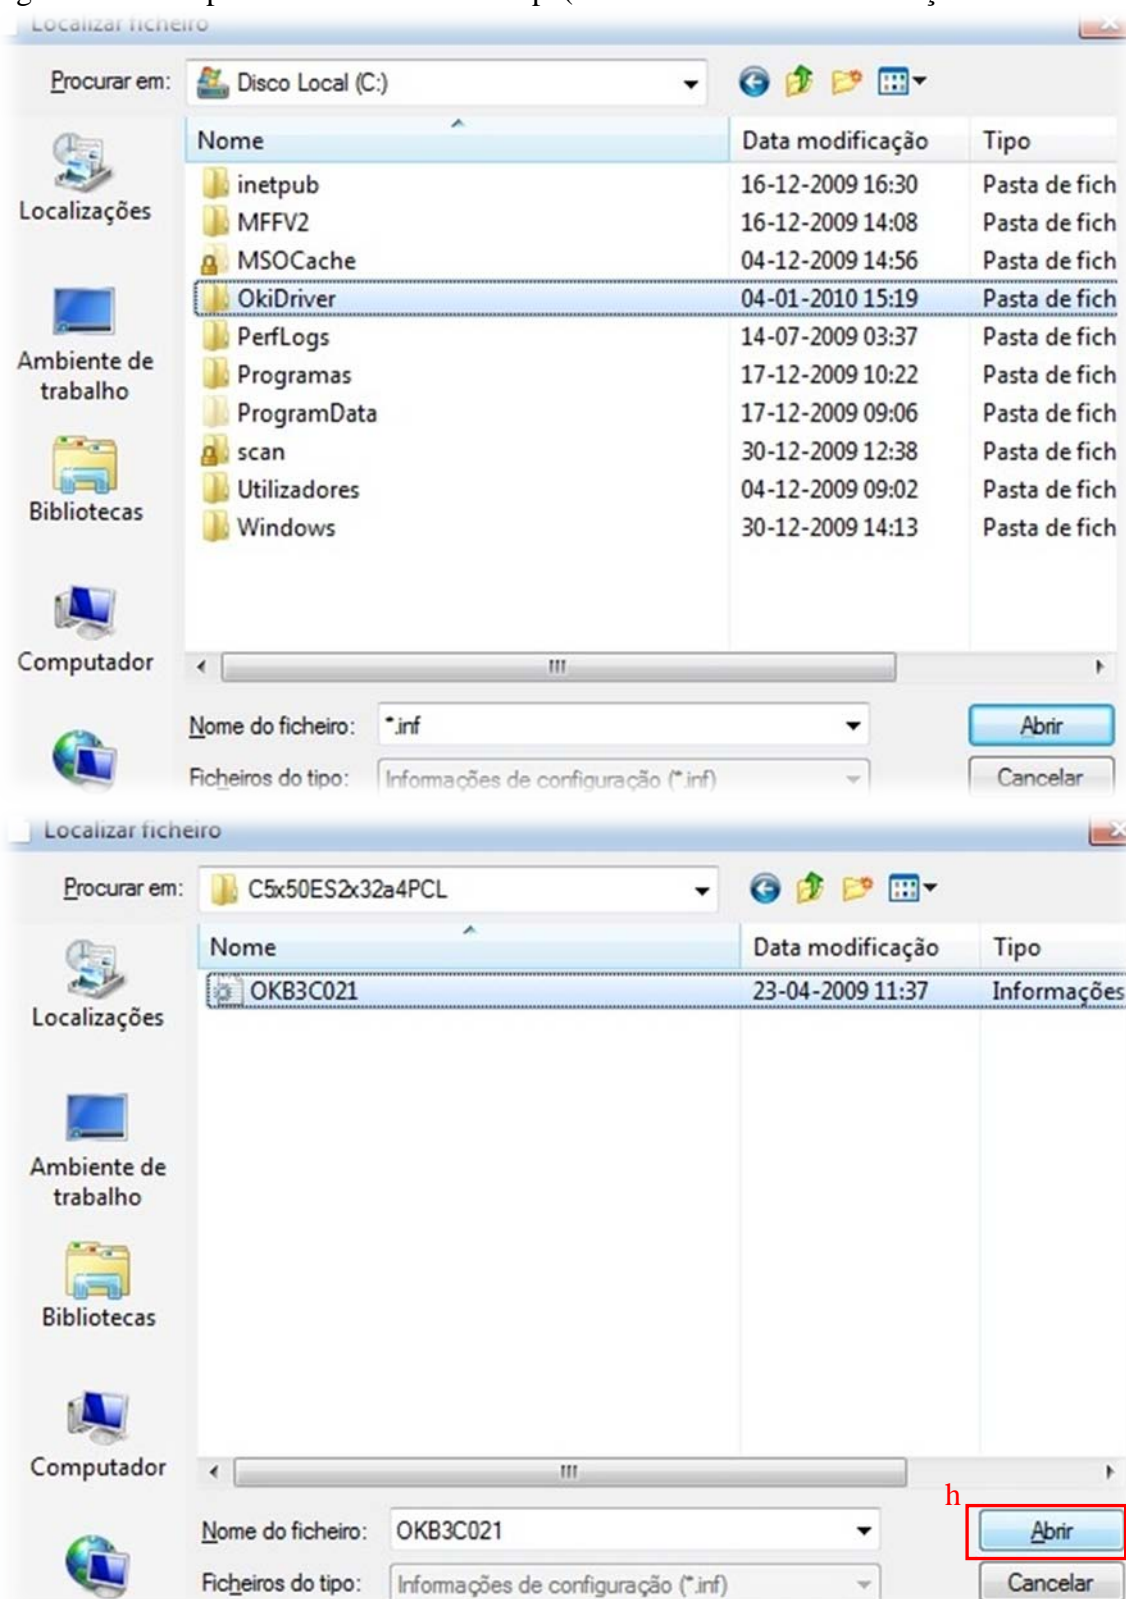 Localizar ficheiro
Procurar em: Disco Local (C:)
Nome Data modificação Tipo
inetpub 16-12-2009 16:30 Pasta de fich
MFFV2 16-12-2009 14:08 Pasta de fich
MSOCache 04-12-2009 14:56 Pasta de fich
OkiDriver 04-01-2010 15:19 Pasta de fich
PerfLogs 14-07-2009 03:37 Pasta de fich
Programas 17-12-2009 10:22 Pasta de fich
ProgramData 17-12-2009 09:06 Pasta de fich
scan 30-12-2009 12:38 Pasta de fich
Utilizadores 04-12-2009 09:02 Pasta de fich
Windows 30-12-2009 14:13 Pasta de fich
Localizações
Ambiente de
trabalho
Bibliotecas
Computador
Nome do ficheiro: *.inf Abrir
Ficheiros do tipo: Informações de configuração (*.inf) Cancelar
Localizar ficheiro
Procurar em: C5x50ES2x32a4PCL
Nome Data modificação Tipo
OKB3C021 23-04-2009 11:37 Informações
Localizações
Ambiente de
trabalho
Bibliotecas
Computador
h
Nome do ficheiro: OKB3C021 Abrir
Ficheiros do tipo: Informações de configuração (*.inf) Cancelar